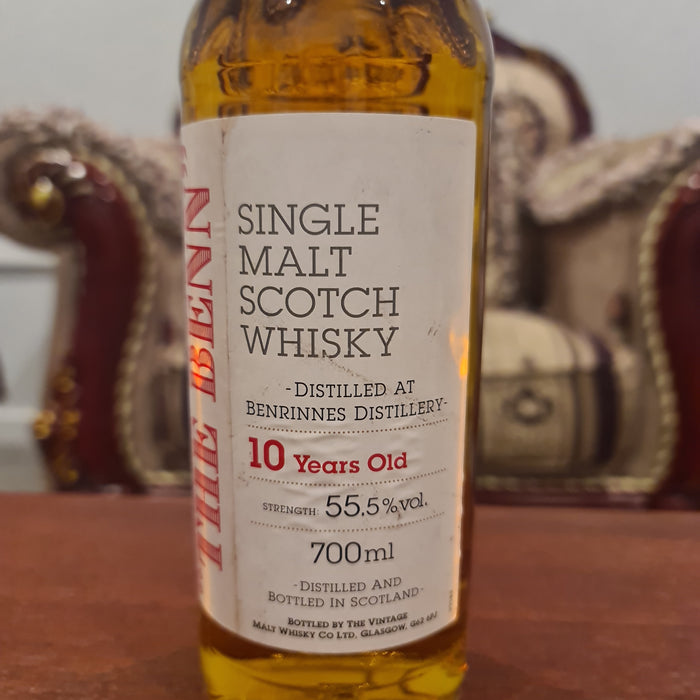 THE BENN
SINGLE
MALT
SCOTCH
WHISKY
-DISTILLED AT
BENRINNES DISTILLERY-
10 YEARS OLD
STRENGTH: 55.5%vol.
700ml
-DISTILLED AND
BOTTLED IN SCOTLAND-
BOTTLED BY THE VINTAGE
MALT WHISKY CO LTD, GLASGOW, G62 6PJ